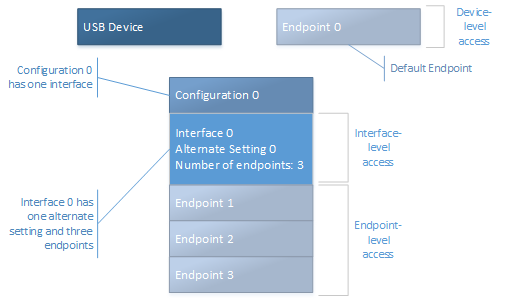 USB Device
Endpoint 0
Device-
level
access
Default Endpoint
Configuration 0
has one interface
Configuration 0
Interface 0
Alternate Setting 0
Number of endpoints: 3
Interface-
level
access
Interface 0 has
one alternate
setting and three
endpoints
Endpoint 1
Endpoint 2
Endpoint 3
Endpoint-
level
access